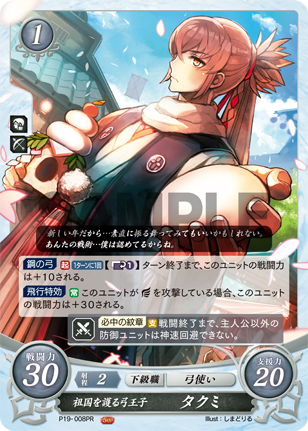 1
新しい年だから…素直に振る舞ってみてもいいかもしれない。
あんたの戦術…僕は認めてるからね。
鋼の弓 起 1ターンに1回 【1】ターン終了まで、このユニットの戦闘力
は+10される。
飛行特効 常 このユニットが を攻撃している場合、このユニット
の戦闘力は+30される。
必中の紋章 攻 戦闘終了まで、主人公以外の
防御ユニットは神速回避できない。
戦闘力 30
射程 2 下級職 弓使い
支援力 20
祖国を護る弓王子 タクミ
P19-008PR
Illust:しまどりる